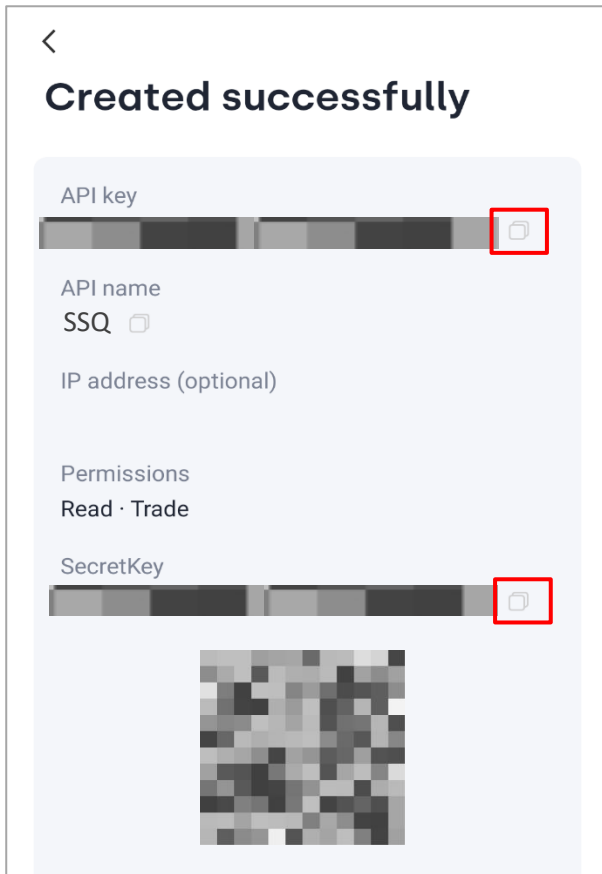 Created successfully
API key
API name
SSQ
IP address (optional)
Permissions
Read · Trade
SecretKey